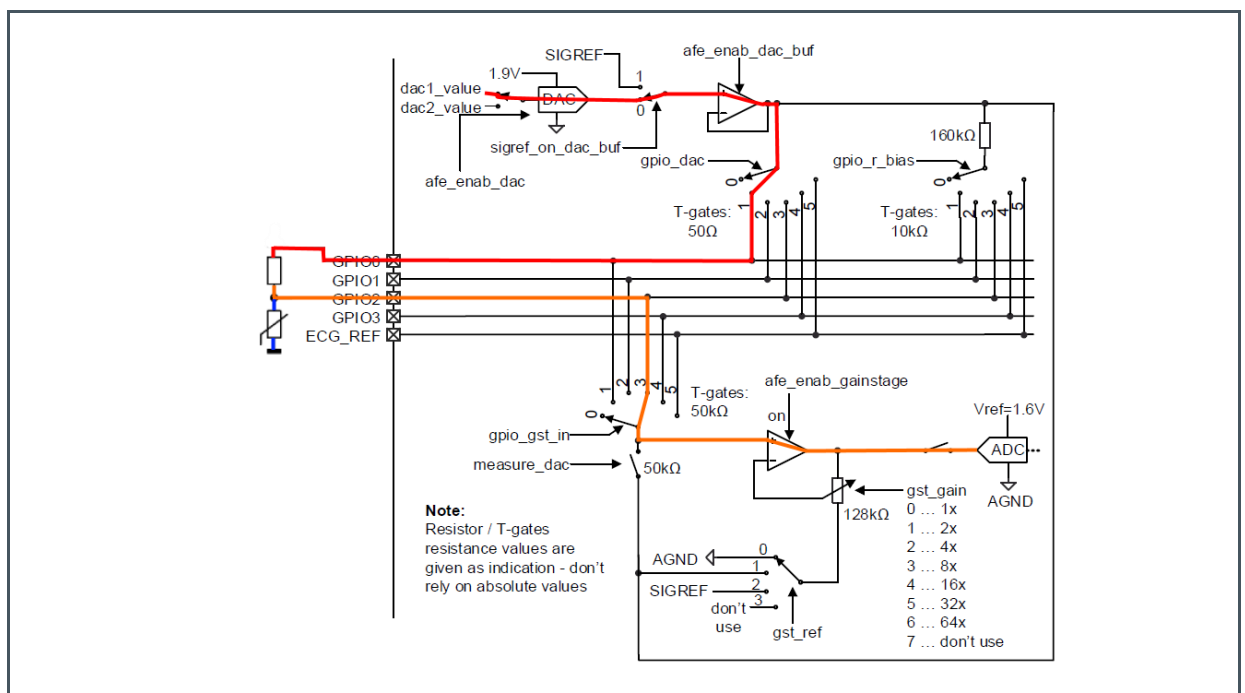 SIGREF
afe_enab_dac_buf
1.9V
1
dac1_value
DAC
dac2_value
0
160kΩ
sigref_on_dac_buf
gpio_dac
gpio_r_bias
afe_enab_dac
0
0
1
2
3
4
5
1
2
3
4
5
T-gates:
50Ω
T-gates:
10kΩ
GPIO0
GPIO1
GPIO2
GPIO3
ECG_REF
1
2
3
4
5
0
T-gates:
50kΩ
afe_enab_gainstage
on
Vref=1.6V
gpio_gst_in
ADC
measure_dac
50kΩ
AGND
gst_gain
128kΩ
0 ... 1x
1 ... 2x
2 ... 4x
3 ... 8x
4 ... 16x
5 ... 32x
6 ... 64x
7 ... don't use
Note:
Resistor / T-gates
resistance values are
given as indication - don't
rely on absolute values
AGND
0
1
SIGREF
2
don't
3
use
gst_ref